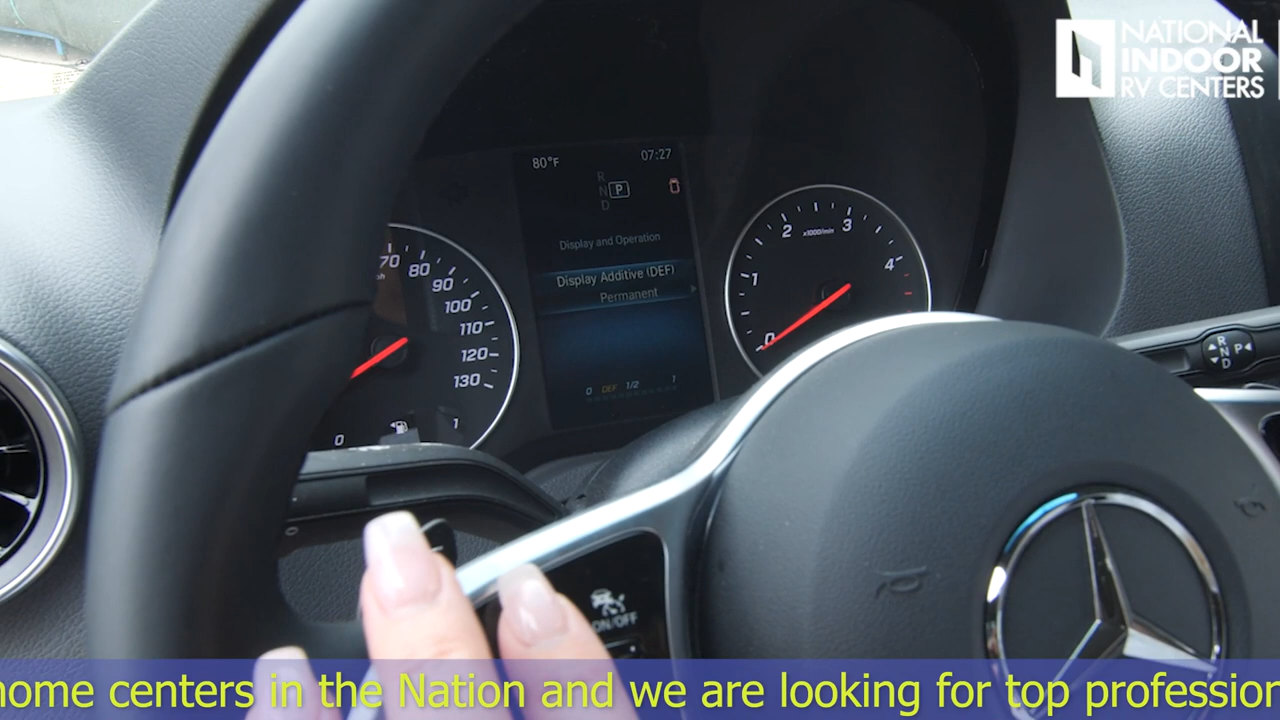 NATIONAL
INDOOR
RV CENTERS
80°F
07:27
R
N P
D
Display and Operation
Display Additive (DEF)
Permanent
0 DEF 1/2 1
70
80
90
100
110
120
130
0
1
0
1
2
x1000/min
3
4
R
N P
D
ON/OFF
home centers in the Nation and we are looking for top profession